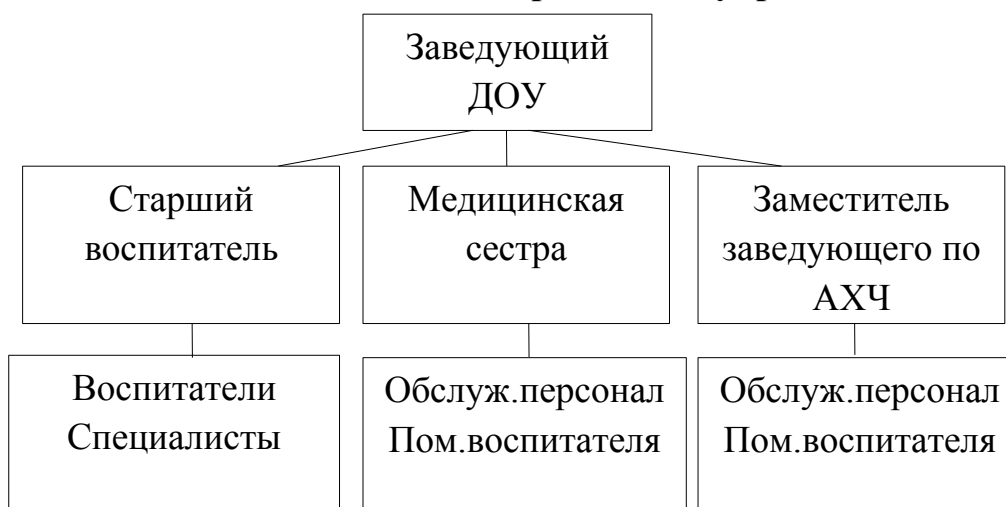 Заведующий
ДОУ
Старший
воспитатель
Медицинская
сестра
Заместитель
заведующего по
АХЧ
Воспитатели
Специалисты
Обслуж.персонал
Пом.воспитателя
Обслуж.персонал
Пом.воспитателя